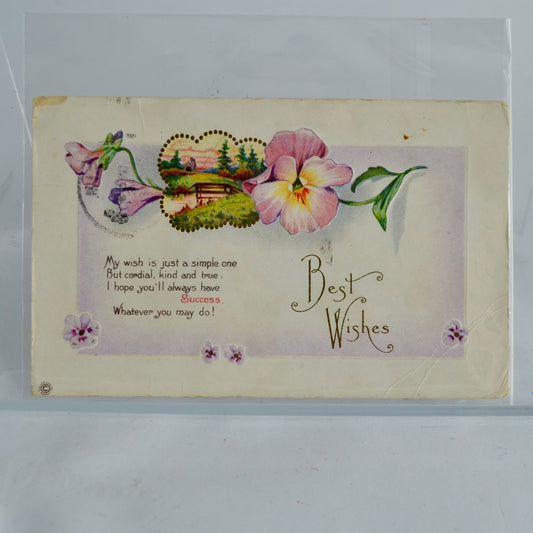 My wish is just a simple one
But cordial, kind and true.
I hope you'll always have
Success,
Whatever you may do!
Best
Wishes
©